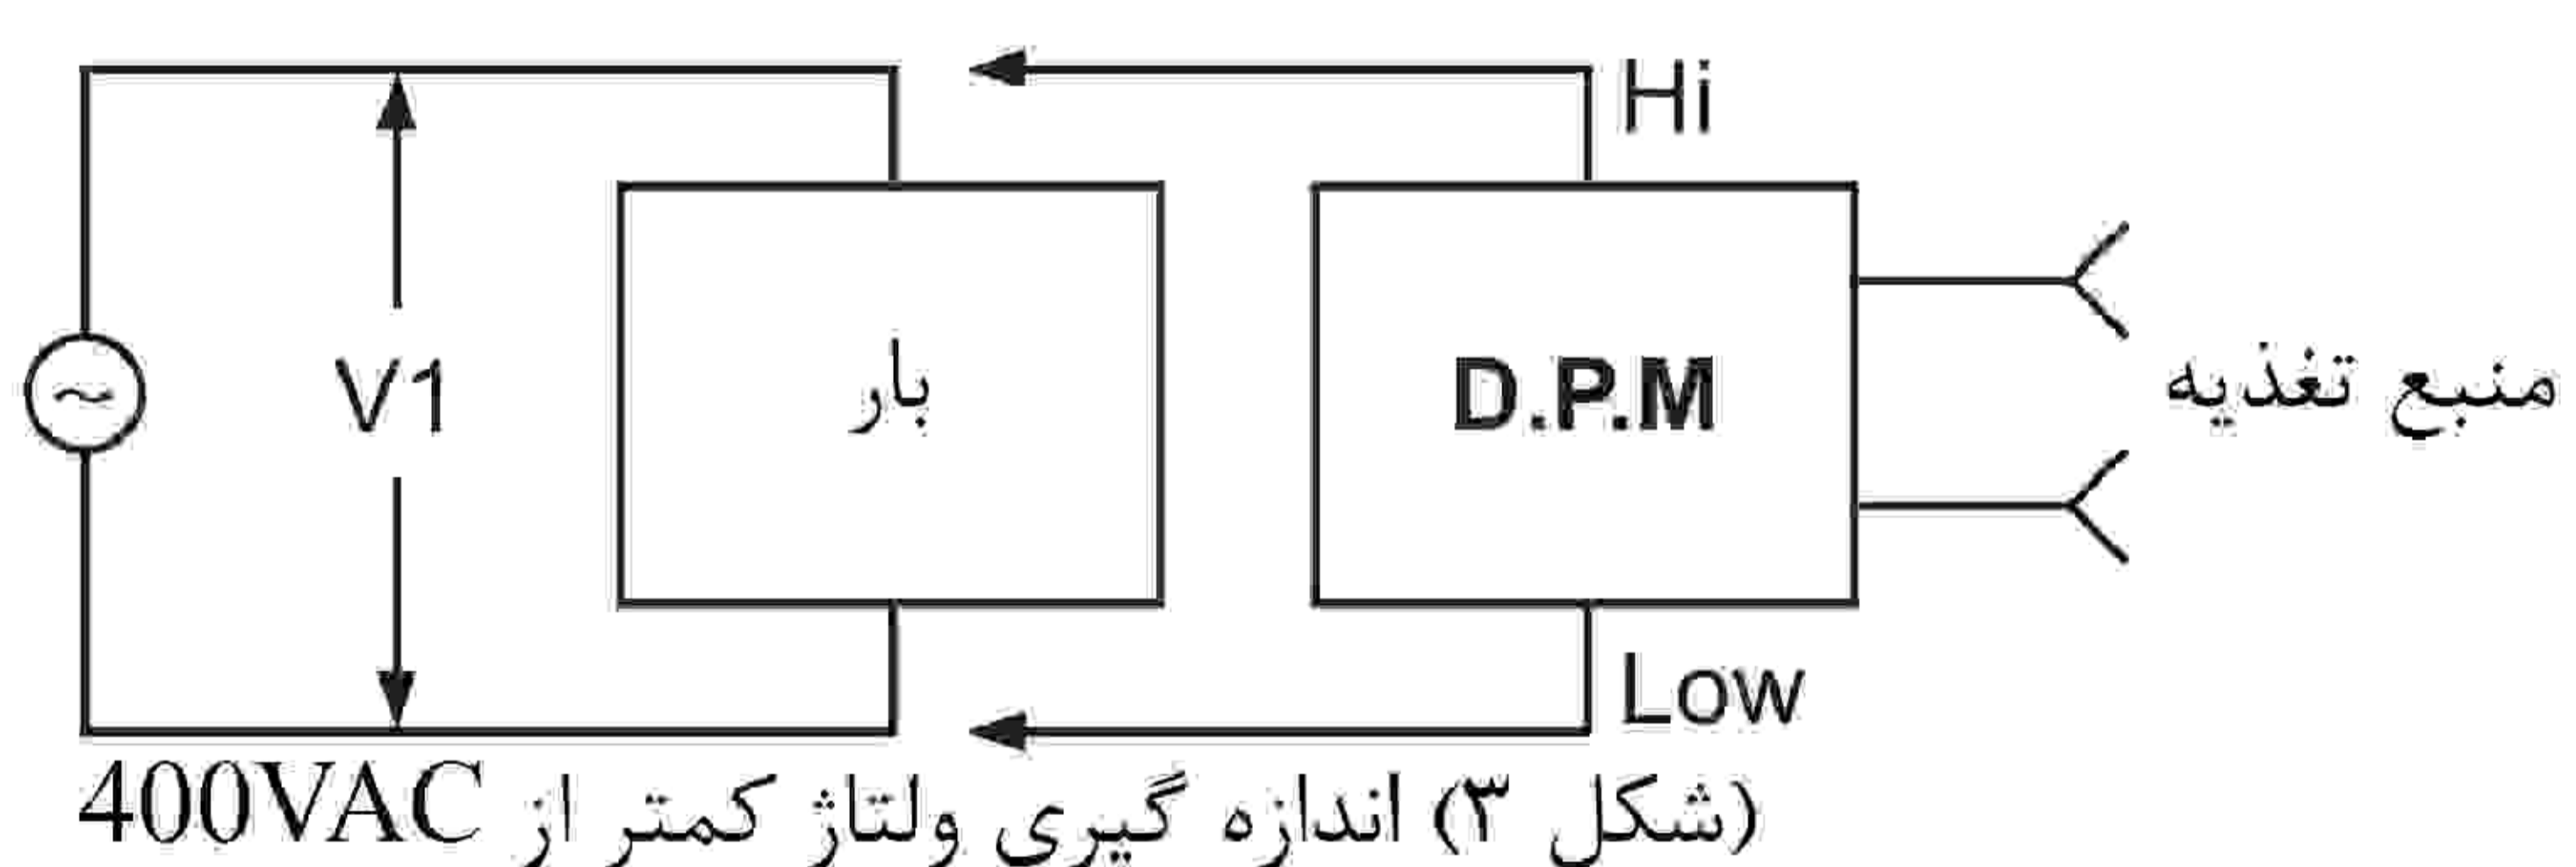 Hi
V1
بار
D.P.M
منبع تغذیه
Low
(شکل ۳) اندازه گیری ولتاژ کمتر از 400VAC